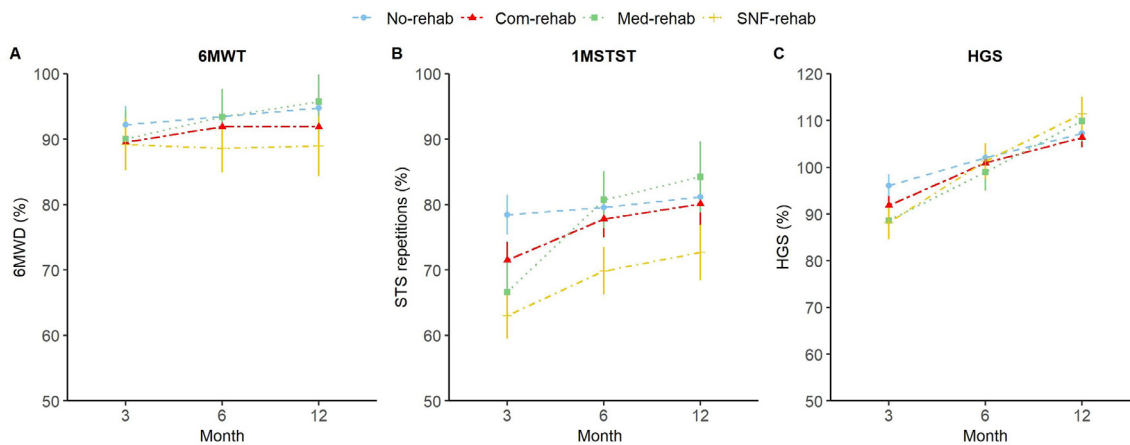 No-rehab Com-rehab Med-rehab SNF-rehab
A 6MWT
6MWD (%)
100
90
80
70
60
50
3 6 12
Month
B 1MSTST
STS repetitions (%)
100
90
80
70
60
50
3 6 12
Month
C HGS
HGS (%)
120
110
100
90
80
70
60
50
3 6 12
Month